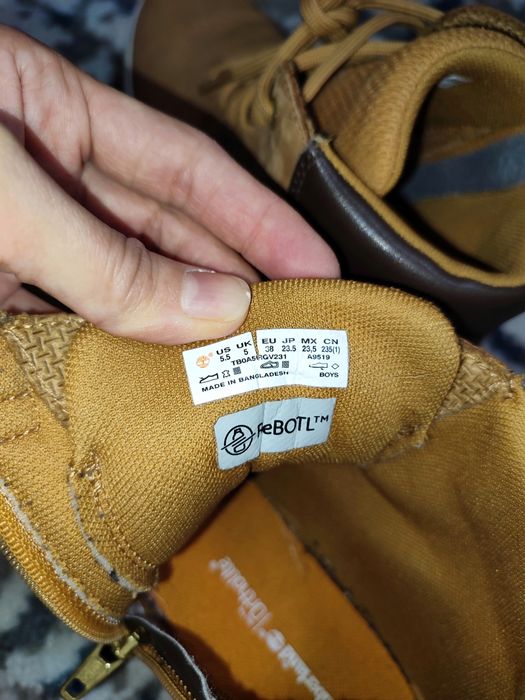 US UK EU JP MX CN
5.5 5 38 23.5 23,5 235(1)
TB0A5RGV231 A9519
MADE IN BANGLADESH BOYS
ReBOTL™